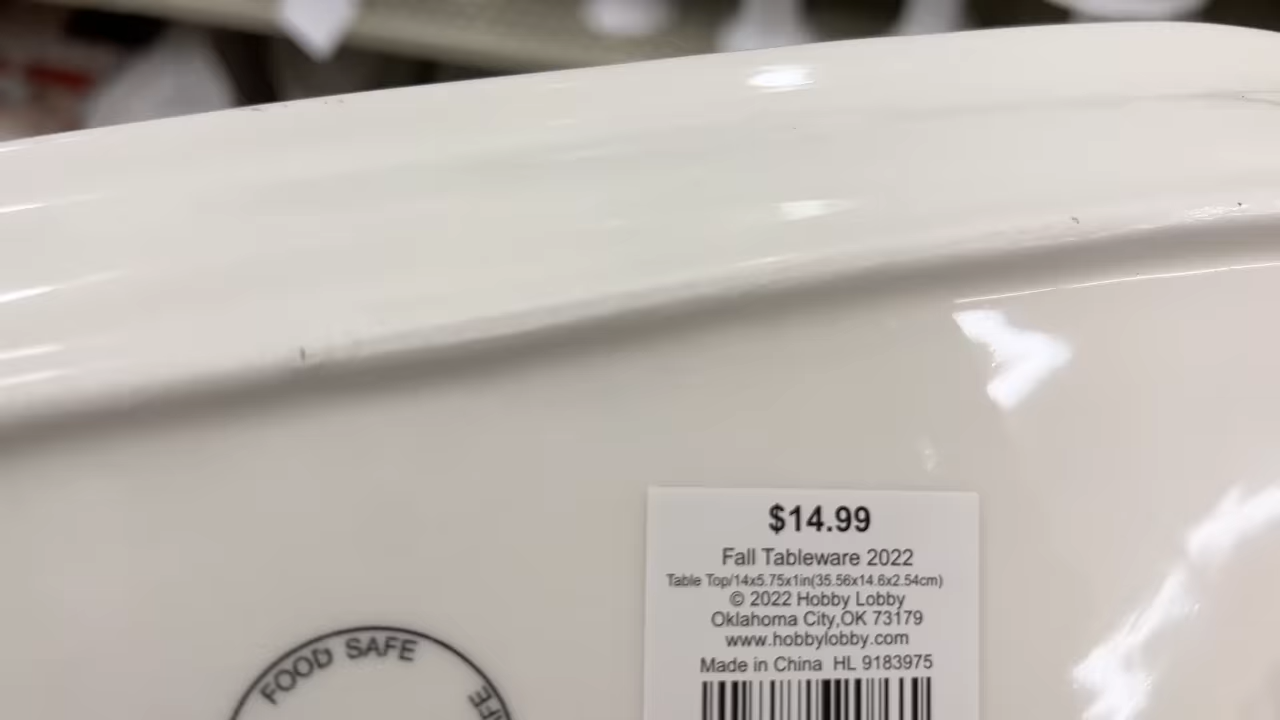 $14.99
Fall Tableware 2022
Table Top/14x5.75x1in(35.56x14.6x2.54cm)
© 2022 Hobby Lobby
Oklahoma City,OK 73179
www.hobbylobby.com
Made in China HL 9183975
FOOD SAFE